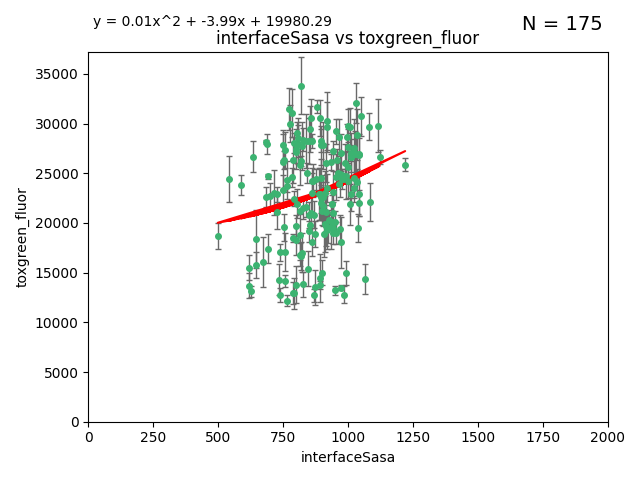 y = 0.01x^2 + -3.99x + 19980.29
N = 175
interfaceSasa vs toxgreen_fluor
35000
30000
25000
20000
15000
10000
5000
0
toxgreen_fluor
0 250 500 750 1000 1250 1500 1750 2000
interfaceSasa